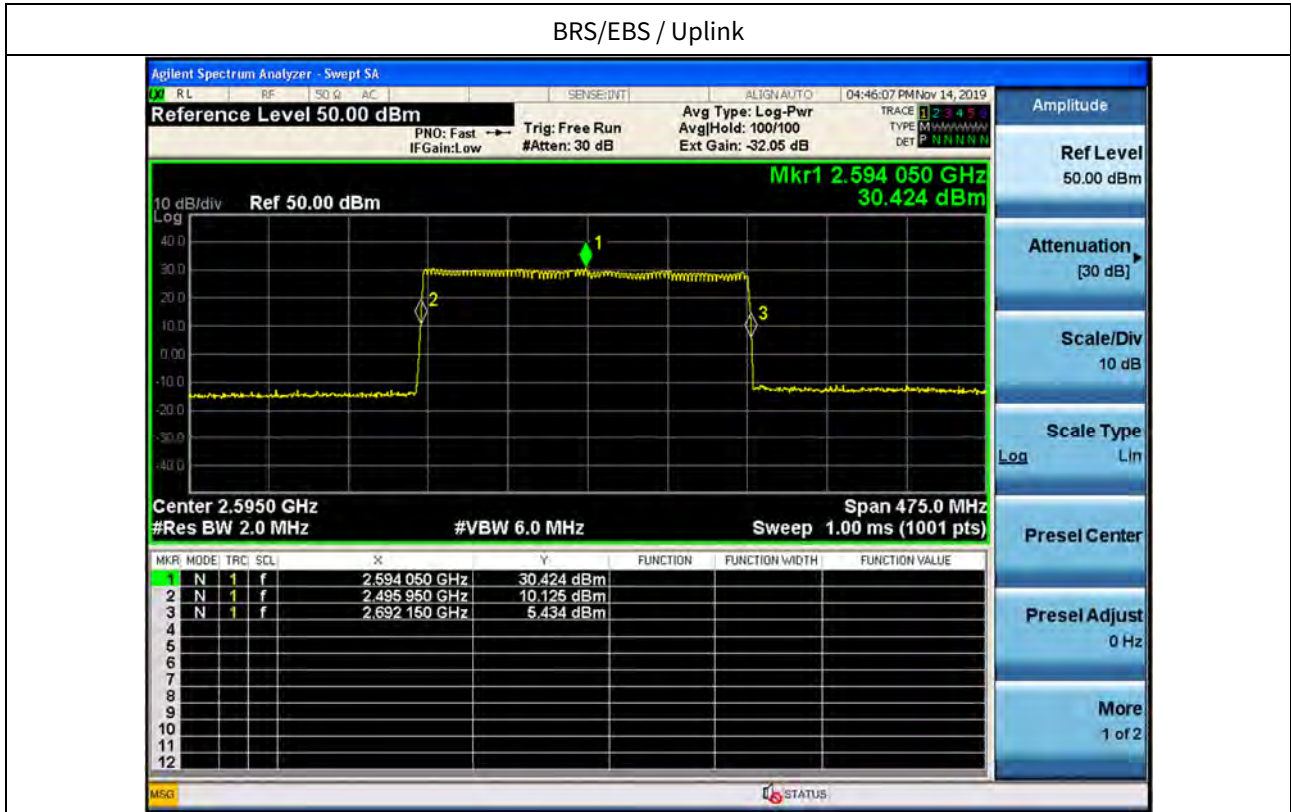 BRS/EBS / Uplink
Agilent Spectrum Analyzer - Swept SA
RL RF 50 Ω AC SENSE:INT ALIGN AUTO 04:46:07 PM Nov 14, 2019
Reference Level 50.00 dBm
PNO: Fast Trig: Free Run Avg Type: Log-Pwr TRACE 1 2 3 4 5 6
IFGain:Low #Atten: 30 dB Avg|Hold: 100/100 TYPE M
Ext Gain: -32.05 dB DET P N N N N N
Mkr1 2.594 050 GHz
30.424 dBm
10 dB/div Ref 50.00 dBm
Log
40.0
30.0
20.0
10.0
0.00
-10.0
-20.0
-30.0
-40.0
1
2
3
Center 2.5950 GHz Span 475.0 MHz
#Res BW 2.0 MHz #VBW 6.0 MHz Sweep 1.00 ms (1001 pts)
MKR MODE TRC SCL X Y FUNCTION FUNCTION WIDTH FUNCTION VALUE
1 N 1 f 2.594 050 GHz 30.424 dBm
2 N 1 f 2.495 950 GHz 10.125 dBm
3 N 1 f 2.692 150 GHz 5.434 dBm
4
5
6
7
8
9
10
11
12
MSG STATUS
Amplitude
Ref Level
50.00 dBm
Attenuation
[30 dB]
Scale/Div
10 dB
Scale Type
Log Lin
Presel Center
Presel Adjust
0 Hz
More
1 of 2